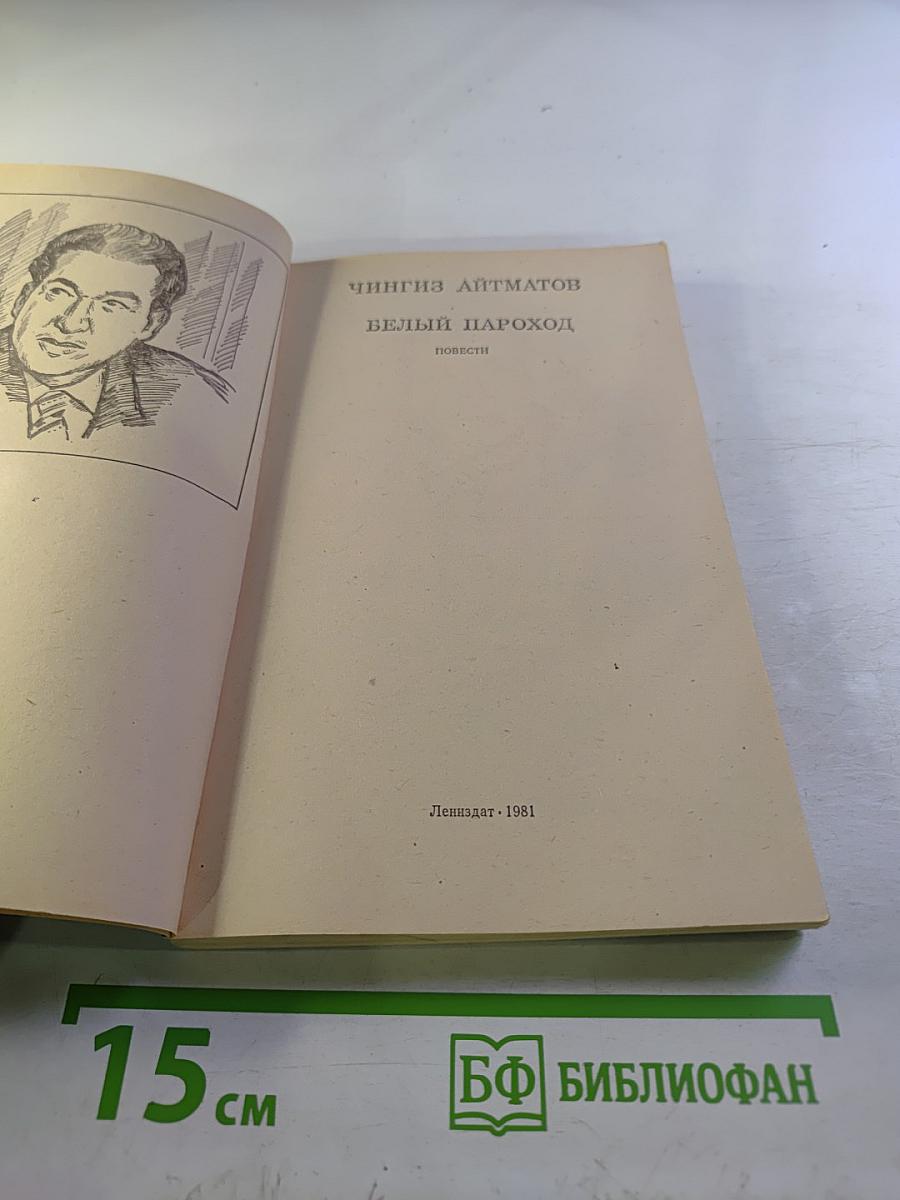 ЧИНГИЗ АЙТМАТОВ
БЕЛЫЙ ПАРОХОД
ПОВЕСТИ
Лениздат · 1981
15 см
БФ БИБЛИОФАН